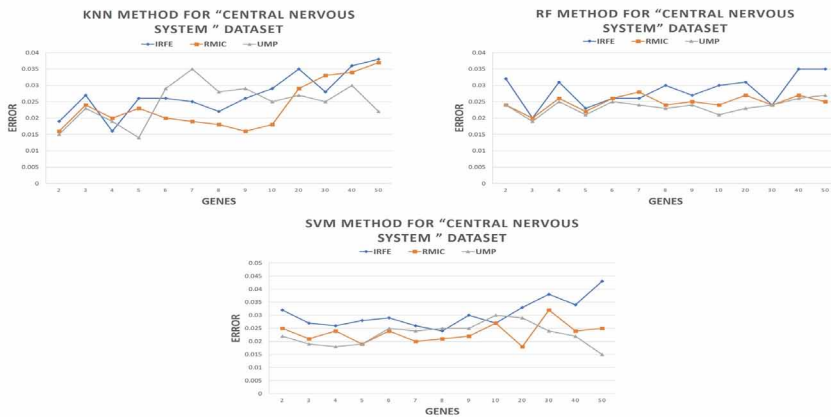 KNN METHOD FOR “CENTRAL NERVOUS
SYSTEM ” DATASET
IRFE RMIC UMP
0.04
0.035
0.03
0.025
0.02
0.015
0.01
0.005
0
ERROR
2 3 4 5 6 7 8 9 10 20 30 40 50
GENES
RF METHOD FOR “CENTRAL NERVOUS
SYSTEM” DATASET
IRFE RMIC UMP
0.04
0.035
0.03
0.025
0.02
0.015
0.01
0.005
0
ERROR
2 3 4 5 6 7 8 9 10 20 30 40 50
GENES
SVM METHOD FOR “CENTRAL NERVOUS
SYSTEM ” DATASET
IRFE RMIC UMP
0.05
0.045
0.04
0.035
0.03
0.025
0.02
0.015
0.01
0.005
0
ERROR
2 3 4 5 6 7 8 9 10 20 30 40 50
GENES